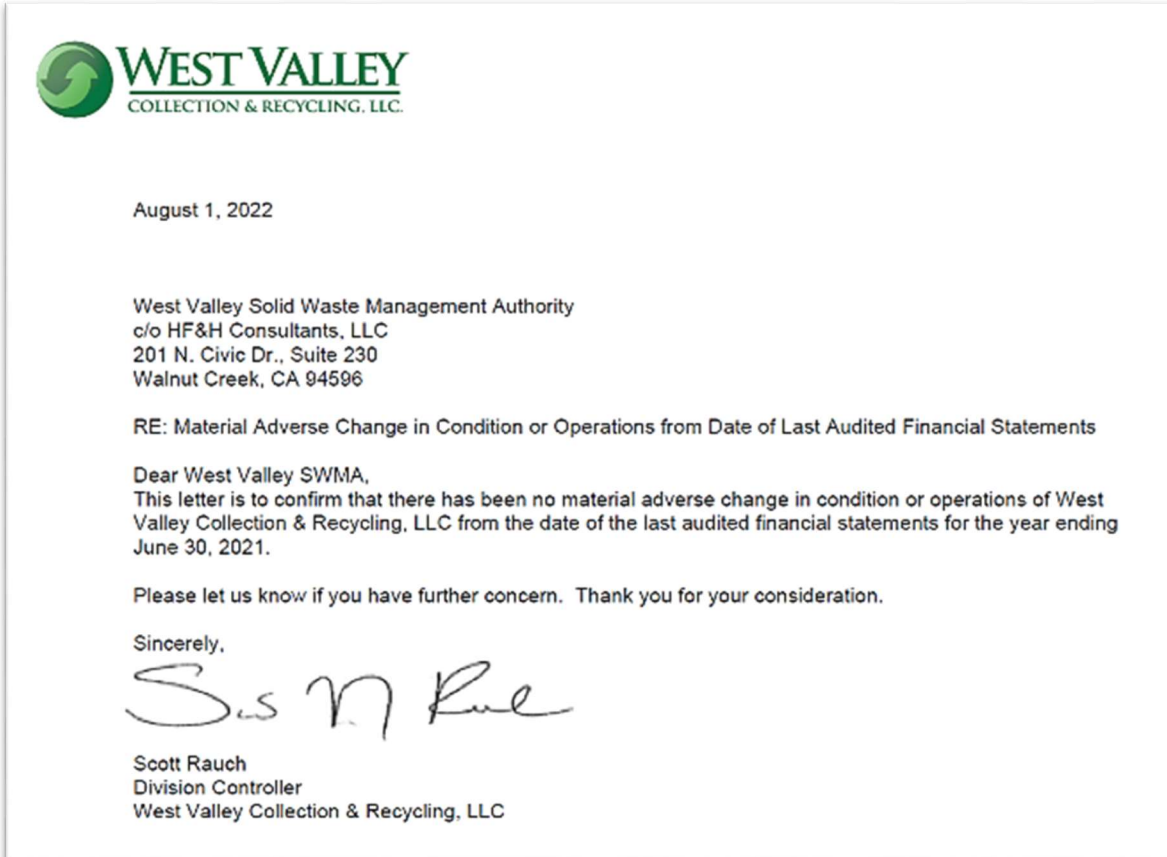 WEST VALLEY
COLLECTION & RECYCLING, LLC.
August 1, 2022
West Valley Solid Waste Management Authority
c/o HF&H Consultants, LLC
201 N. Civic Dr., Suite 230
Walnut Creek, CA 94596
RE: Material Adverse Change in Condition or Operations from Date of Last Audited Financial Statements
Dear West Valley SWMA,
This letter is to confirm that there has been no material adverse change in condition or operations of West
Valley Collection & Recycling, LLC from the date of the last audited financial statements for the year ending
June 30, 2021.
Please let us know if you have further concern.  Thank you for your consideration.
Sincerely,
Scott Rauch
Division Controller
West Valley Collection & Recycling, LLC